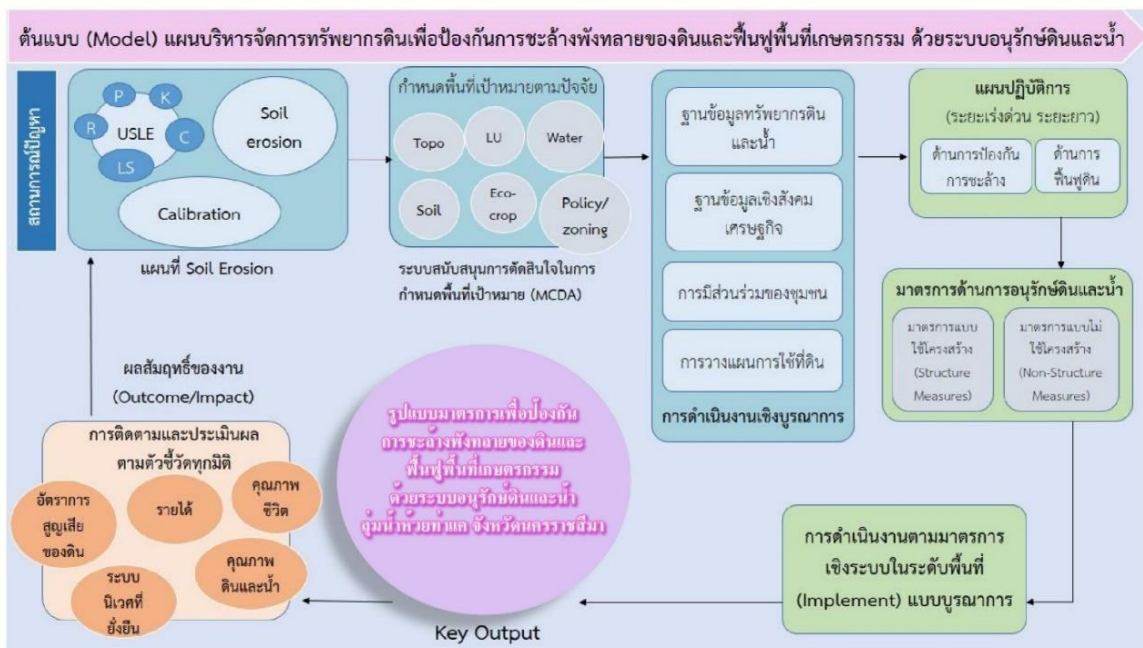 ต้นแบบ (Model) แผนบริหารจัดการทรัพยากรดินเพื่อป้องกันการชะล้างพังทลายของดินและฟื้นฟูพื้นที่เกษตรกรรม ด้วยระบบอนุรักษ์ดินและน้ำ
สถานการณ์ปัญหา
P
K
R
USLE
C
LS
Soil
erosion
Calibration
แผนที่ Soil Erosion
กำหนดพื้นที่เป้าหมายตามปัจจัย
Topo
LU
Water
Soil
Eco-
crop
Policy/
zoning
ระบบสนับสนุนการตัดสินใจในการ
กำหนดพื้นที่เป้าหมาย (MCDA)
ฐานข้อมูลทรัพยากรดิน
และน้ำ
ฐานข้อมูลเชิงสังคม
เศรษฐกิจ
การมีส่วนร่วมของชุมชน
การวางแผนการใช้ที่ดิน
การดำเนินงานเชิงบูรณาการ
แผนปฏิบัติการ
(ระยะเร่งด่วน ระยะยาว)
ด้านการป้องกัน
การชะล้าง
ด้านการ
ฟื้นฟูดิน
มาตรการด้านการอนุรักษ์ดินและน้ำ
มาตรการแบบ
ใช้โครงสร้าง
(Structure
Measures)
มาตรการแบบไม่
ใช้โครงสร้าง
(Non-Structure
Measures)
การดำเนินงานตามมาตรการ
เชิงระบบในระดับพื้นที่
(Implement) แบบบูรณาการ
รูปแบบมาตรการเพื่อป้องกัน
การชะล้างพังทลายของดินและ
ฟื้นฟูพื้นที่เกษตรกรรม
ด้วยระบบอนุรักษ์ดินและน้ำ
ลุ่มน้ำห้วยท่าแค จังหวัดนครราชสีมา
Key Output
ผลสัมฤทธิ์ของงาน
(Outcome/Impact)
การติดตามและประเมินผล
ตามตัวชี้วัดทุกมิติ
อัตราการ
สูญเสีย
ของดิน
รายได้
คุณภาพ
ชีวิต
ระบบ
นิเวศที่
ยั่งยืน
คุณภาพ
ดินและน้ำ